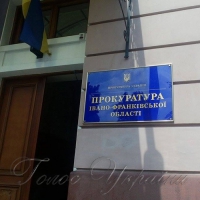 ПРОКУРАТУРА
ІВАНО-ФРАНКІВСЬКОЇ
ОБЛАСТІ
Голос України